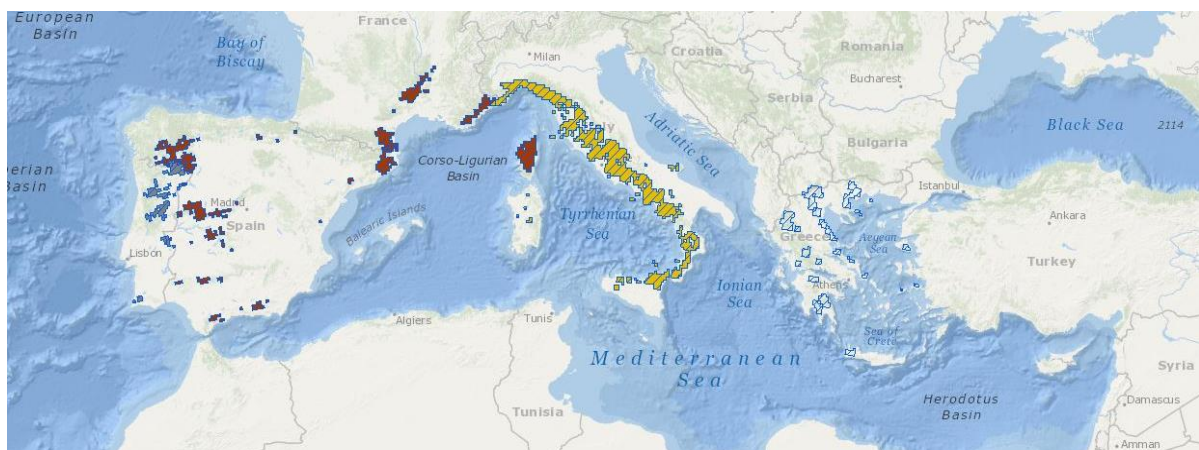 European
Basin
France
Bay of
Biscay
Milan
Croatia
Romania
Bucharest
Serbia
Adriatic Sea
Black Sea
2114
Bulgaria
Corso-Ligurian
Basin
Istanbul
Madrid
Spain
Balearic Islands
Tyrrhenian
Sea
Ankara
Greece
Aegean
Sea
Turkey
Lisbon
Ionian
Sea
Athens
Algiers
Tunis
Sea of
Crete
Mediterranean
Sea
Syria
Herodotus
Basin
Damascus
Tunisia
Amman